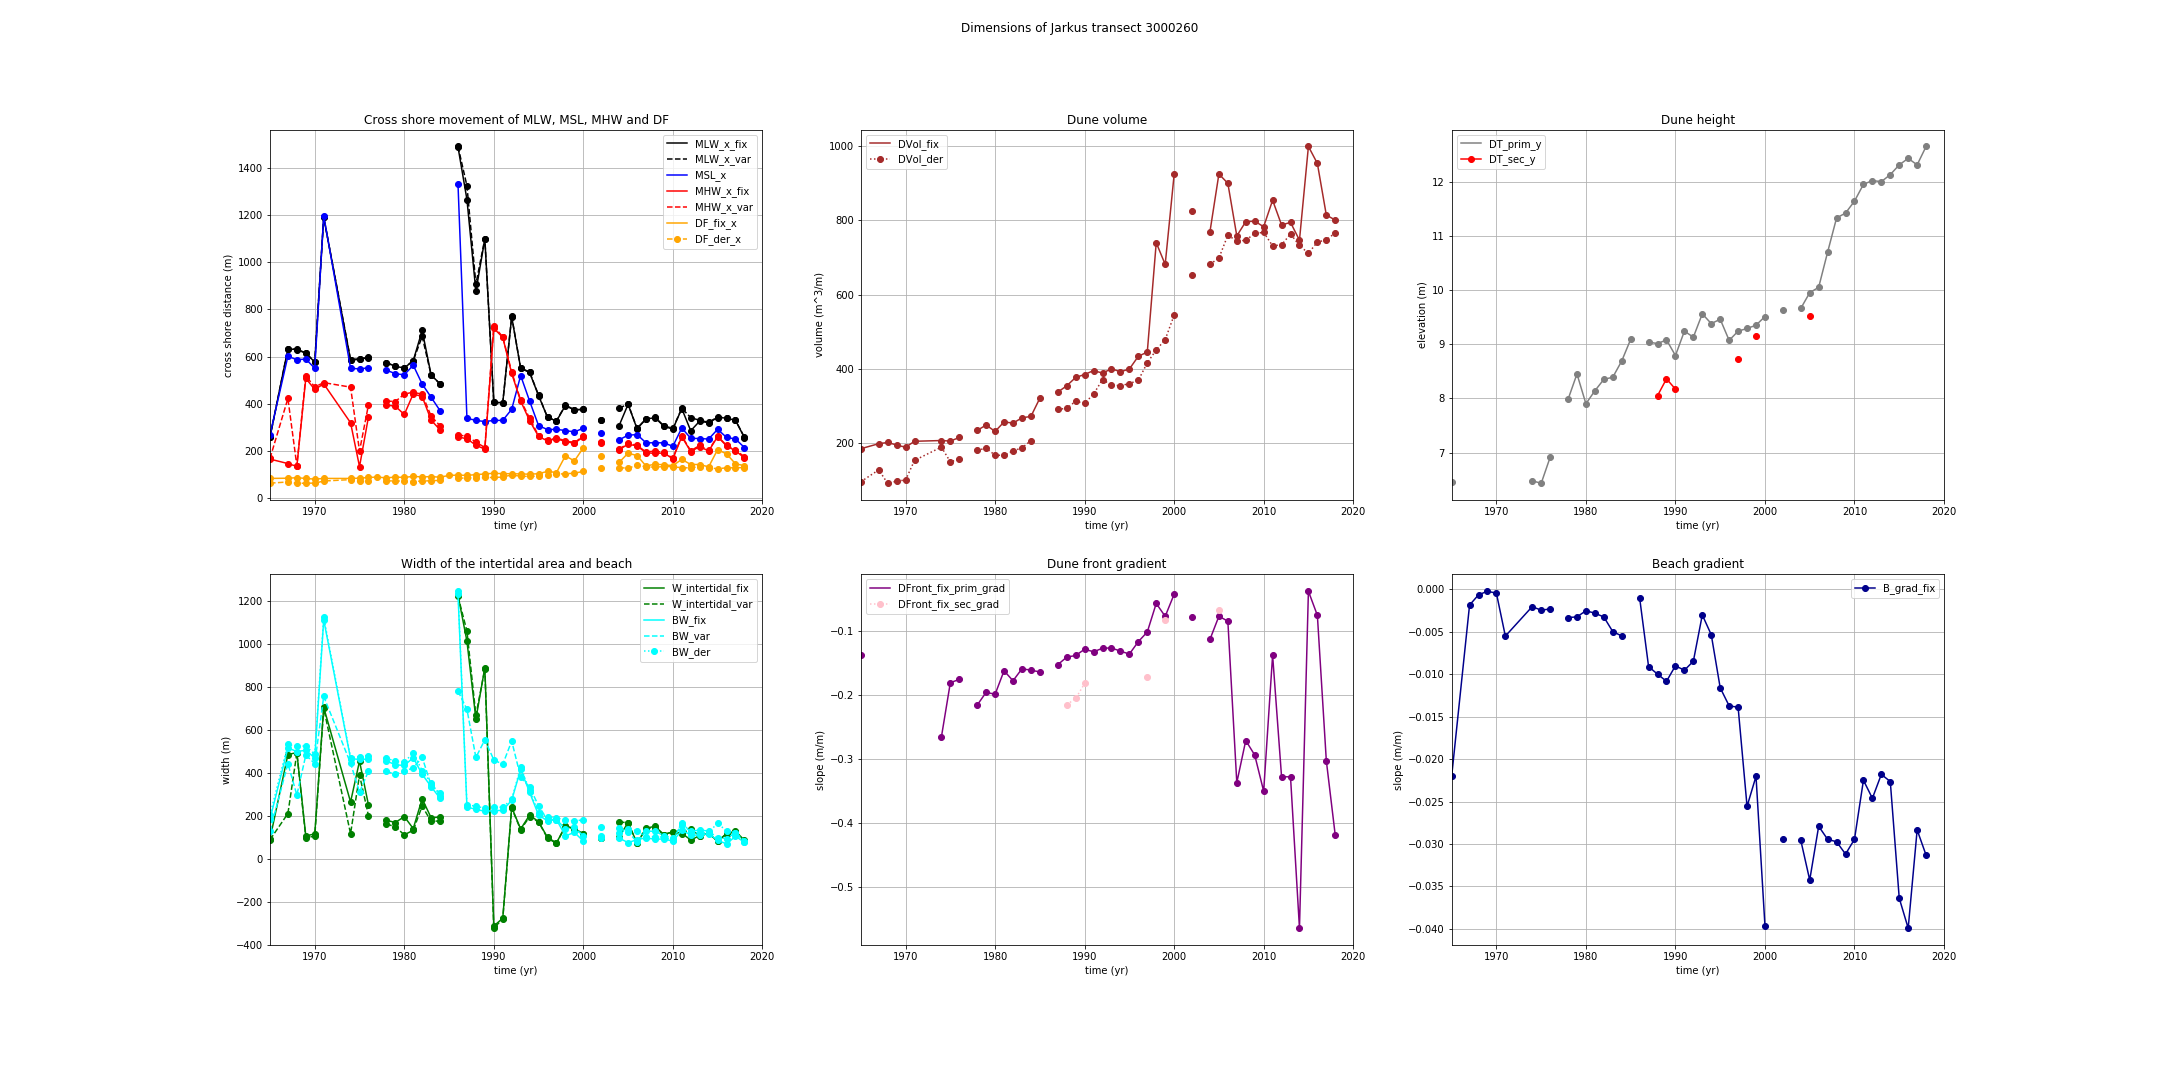 Dimensions of Jarkus transect 3000260
Cross shore movement of MLW, MSL, MHW and DF
cross shore distance (m)
1400
1200
1000
800
600
400
200
0
MLW_x_fix
MLW_x_var
MSL_x
MHW_x_fix
MHW_x_var
DF_fix_x
DF_der_x
1970 1980 1990 2000 2010 2020
time (yr)
Dune volume
volume (m^3/m)
1000
800
600
400
200
DVol_fix
DVol_der
1970 1980 1990 2000 2010 2020
time (yr)
Dune height
elevation (m)
12
11
10
9
8
7
DT_prim_y
DT_sec_y
1970 1980 1990 2000 2010 2020
time (yr)
Width of the intertidal area and beach
width (m)
1200
1000
800
600
400
200
0
−200
−400
W_intertidal_fix
W_intertidal_var
BW_fix
BW_var
BW_der
1970 1980 1990 2000 2010 2020
time (yr)
Dune front gradient
slope (m/m)
−0.1
−0.2
−0.3
−0.4
−0.5
DFront_fix_prim_grad
DFront_fix_sec_grad
1970 1980 1990 2000 2010 2020
time (yr)
Beach gradient
slope (m/m)
0.000
−0.005
−0.010
−0.015
−0.020
−0.025
−0.030
−0.035
−0.040
B_grad_fix
1970 1980 1990 2000 2010 2020
time (yr)